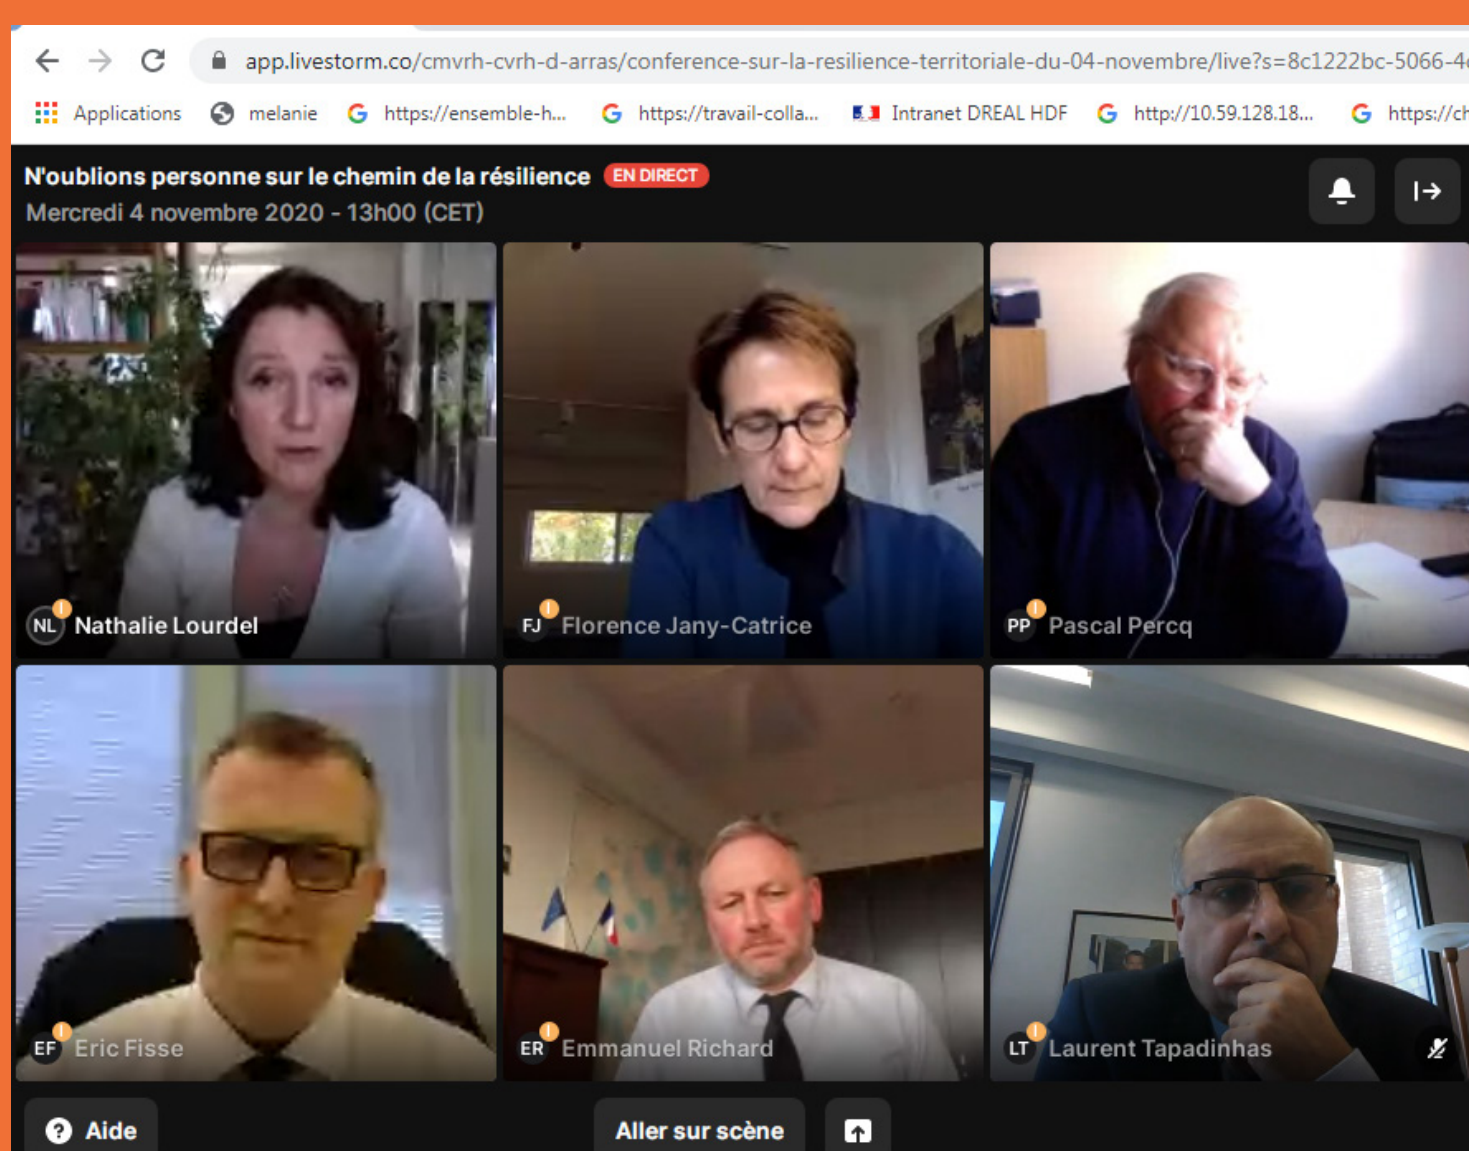 app.livestorm.co/cmvrh-cvrh-d-arras/conference-sur-la-resilience-territoriale-du-04-novembre/live?s=8c1222bc-5066-4
Applications melanie https://ensemble-h... https://travail-colla... Intranet DREAL HDF http://10.59.128.18... https://ch
N'oublions personne sur le chemin de la résilience EN DIRECT
Mercredi 4 novembre 2020 - 13h00 (CET)
NL I Nathalie Lourdel
FJ I Florence Jany-Catrice
PP I Pascal Percq
EF I Eric Fisse
ER I Emmanuel Richard
LT I Laurent Tapadinhas
? Aide
Aller sur scène